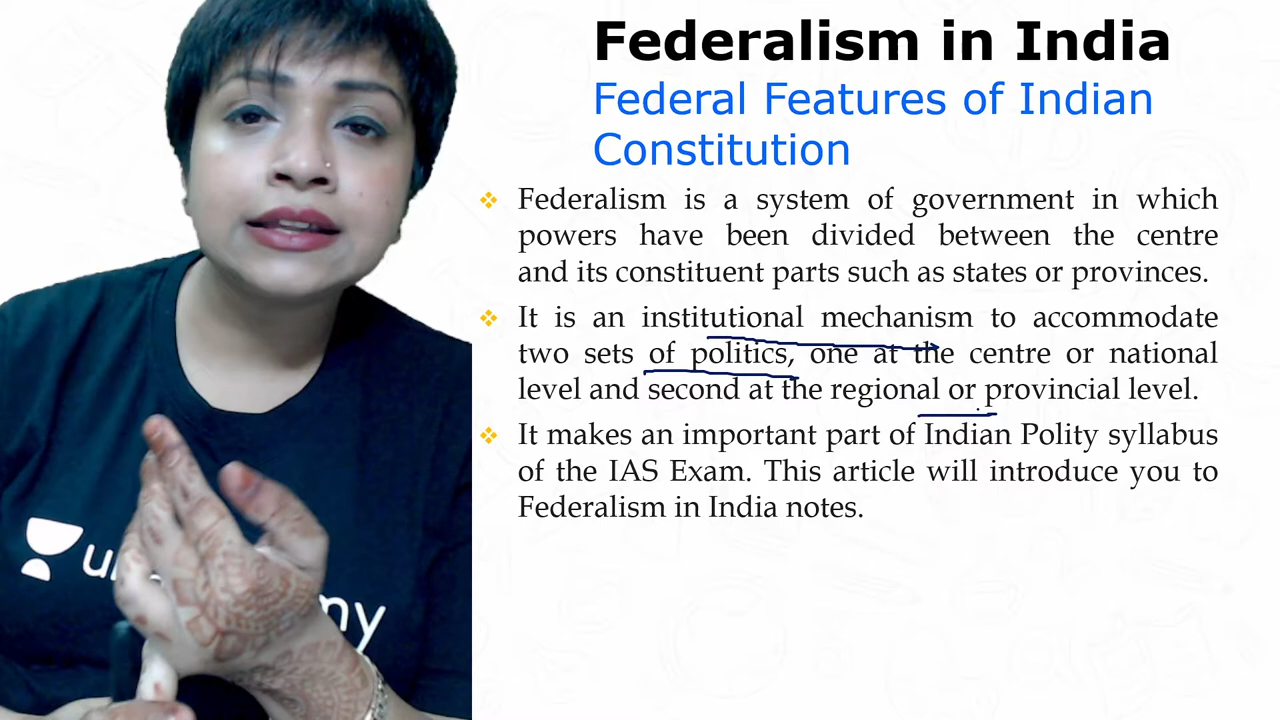 Federalism in India
Federal Features of Indian
Constitution
Federalism is a system of government in which
powers have been divided between the centre
and its constituent parts such as states or provinces.
It is an institutional mechanism to accommodate
two sets of politics, one at the centre or national
level and second at the regional or provincial level.
It makes an important part of Indian Polity syllabus
of the IAS Exam. This article will introduce you to
Federalism in India notes.